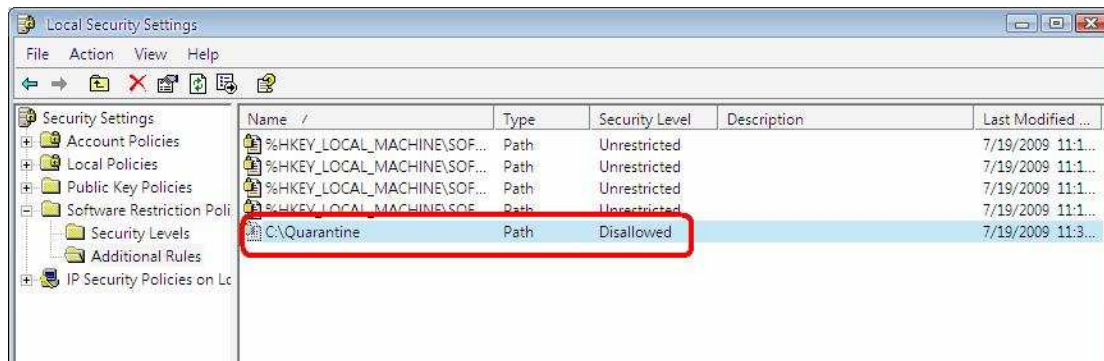 Local Security Settings
File Action View Help
Security Settings
Account Policies
Local Policies
Public Key Policies
Software Restriction Poli
Security Levels
Additional Rules
IP Security Policies on Lc
Name / Type Security Level Description Last Modified ...
%HKEY_LOCAL_MACHINE\SOF... Path Unrestricted 7/19/2009 11:1...
%HKEY_LOCAL_MACHINE\SOF... Path Unrestricted 7/19/2009 11:1...
%HKEY_LOCAL_MACHINE\SOF... Path Unrestricted 7/19/2009 11:1...
%HKEY_LOCAL_MACHINE\SOF... Path Unrestricted 7/19/2009 11:1...
C:\Quarantine Path Disallowed 7/19/2009 11:3...